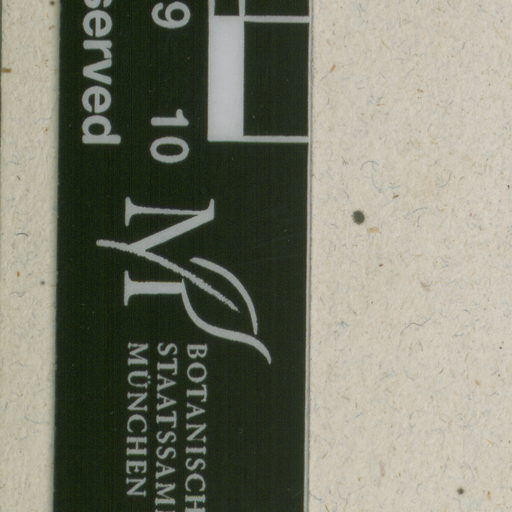 served
9 10
M
BOTANISCH
STAATSSAM
MÜNCHEN